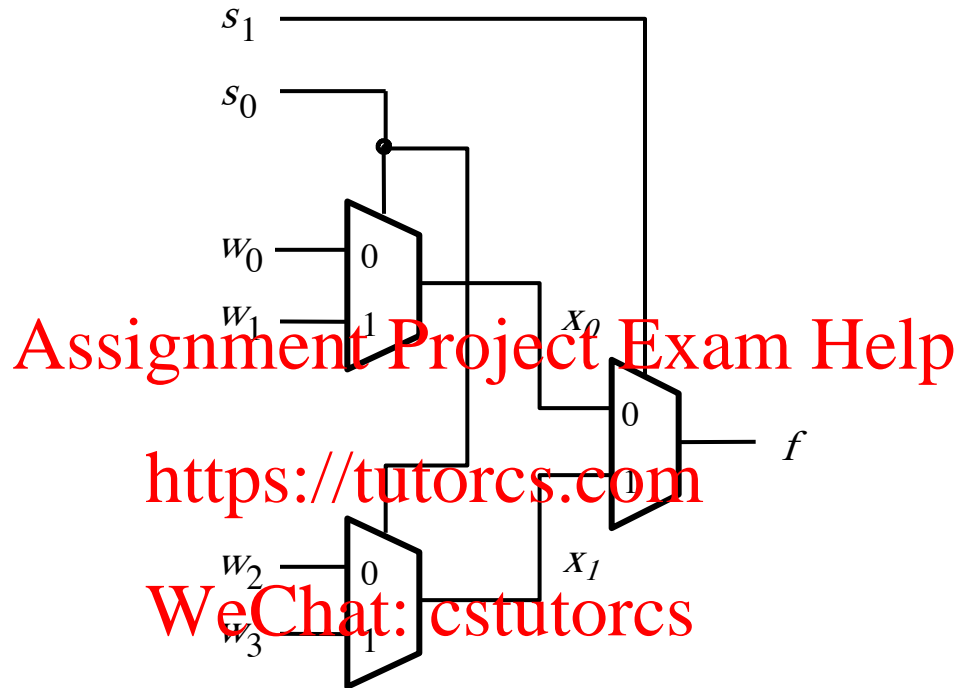 s1
s0
w0
0
w1
1
x0
Assignment Project Exam Help
0
f
https://tutorcs.com
1
w2
0
x1
WeChat: cstutorcs
w3
1